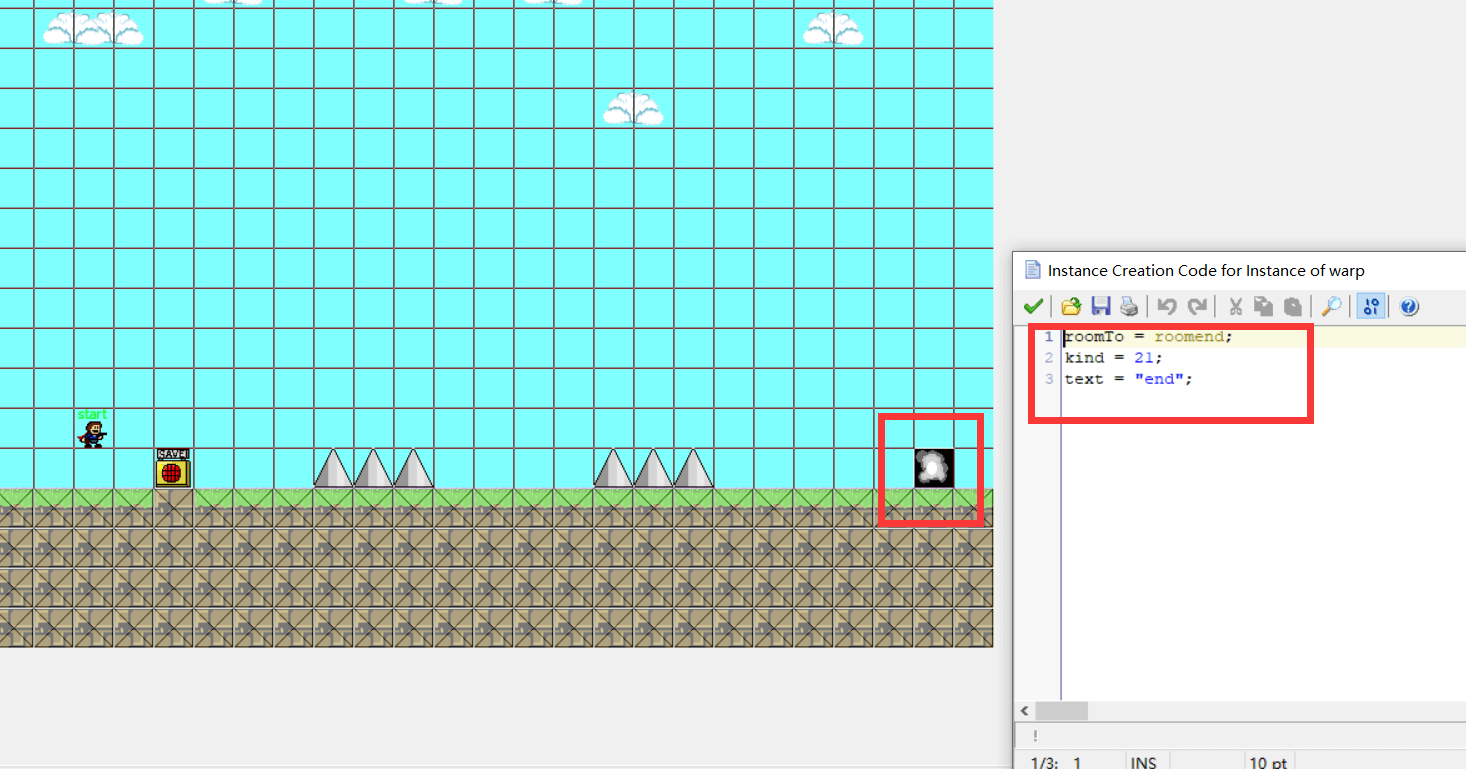 Instance Creation Code for Instance of warp
1 roomTo = roomend;
2 kind = 21;
3 text = "end";
start
SAVE!
!
1/3: 1 INS 10 pt